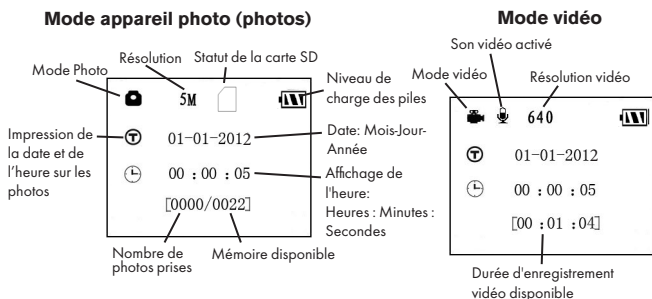 Mode appareil photo (photos)
Mode Photo
Résolution
Statut de la carte SD
5M
Niveau de
charge des piles
Impression de
la date et de
l'heure sur les
photos
T
01-01-2012
Date: Mois-Jour-
Année
00 : 00 : 05
Affichage de
l'heure:
Heures : Minutes :
Secondes
[0000/0022]
Nombre de
photos prises
Mémoire disponible
Mode vidéo
Son vidéo activé
Mode vidéo
Résolution vidéo
640
T
01-01-2012
00 : 00 : 05
[00 : 01 : 04]
Durée d'enregistrement
vidéo disponible